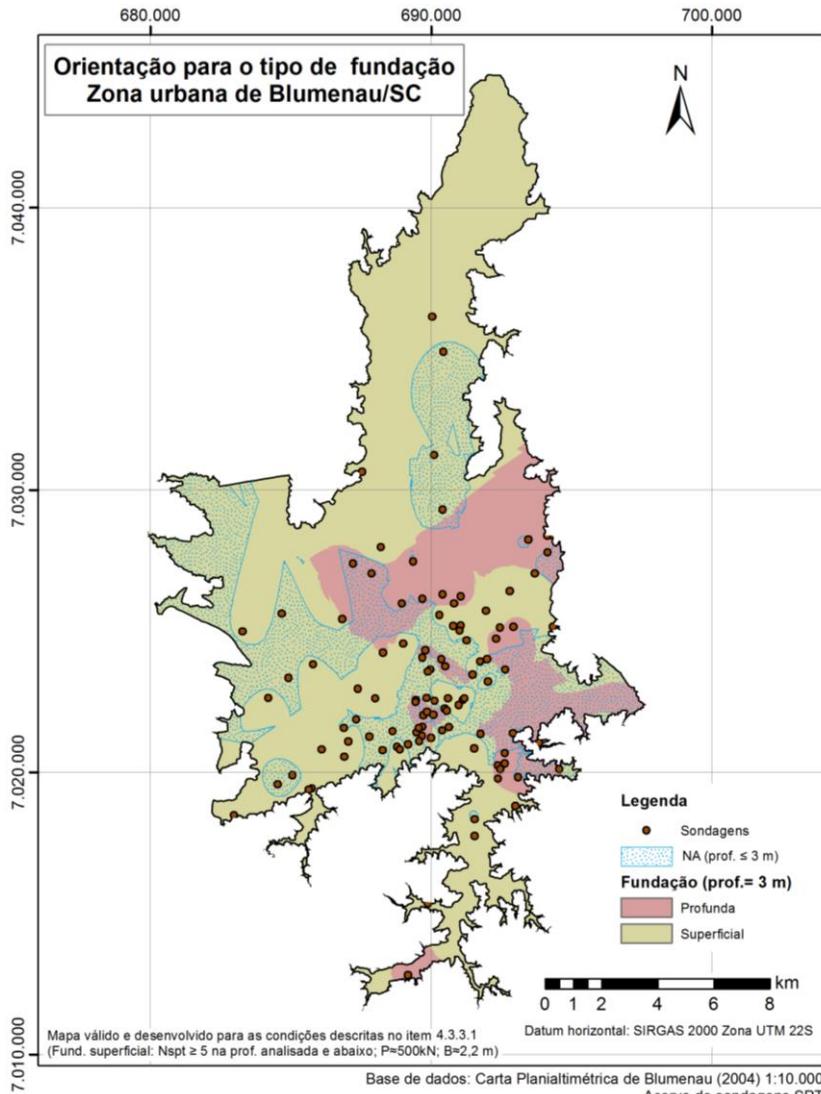 680.000
690.000
700.000
Orientação para o tipo de fundação
Zona urbana de Blumenau/SC
N
7.040.000
7.030.000
7.020.000
7.010.000
Legenda
Sondagens
NA (prof. ≤ 3 m)
Fundação (prof.= 3 m)
Profunda
Superficial
km
0 1 2 4 6 8
Datum horizontal: SIRGAS 2000 Zona UTM 22S
Mapa válido e desenvolvido para as condições descritas no item 4.3.3.1
(Fund. superficial: Nspt ≥ 5 na prof. analisada e abaixo; P≈500kN; B≈2,2 m)
Base de dados: Carta Planialtimétrica de Blumenau (2004) 1:10.000
Acervo de sondagens SPT